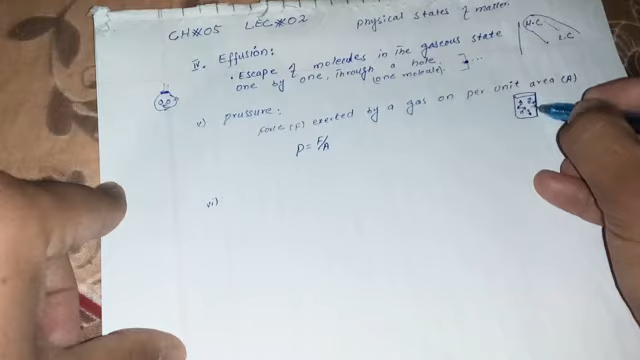 CH#05 LEC#02 physical states of matter
H.C
L.C
IV. Effusion:
• Escape of molecules in the gaseous state
one by one, through a hole
(one molecule). ]...
v) pressure:
Force (F) exerted by a gas on per unit area (A)
P = F/A
vi)